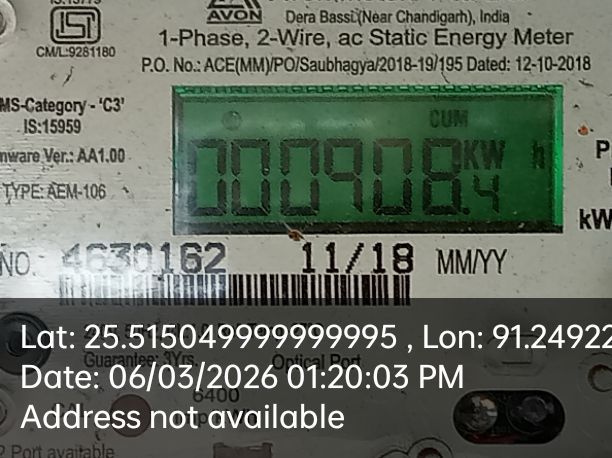 IS:15775
CM/L:9281180
AVON
Dera Bassi(Near Chandigarh), India
1-Phase, 2-Wire, ac Static Energy Meter
P.O. No.: ACE(MM)/PO/Saubhagya/2018-19/195 Dated: 12-10-2018
MS-Category - 'C3'
IS:15959
mware Ver.: AA1.00
TYPE: AEM-106
CUM
000908.4 KW h
NO. 4630162 11/18 MM/YY
Lat: 25.515049999999995 , Lon: 91.24922
Guarantee: 3Yrs. Optical Port
Date: 06/03/2026 01:20:03 PM
6400
Address not available
P Port available